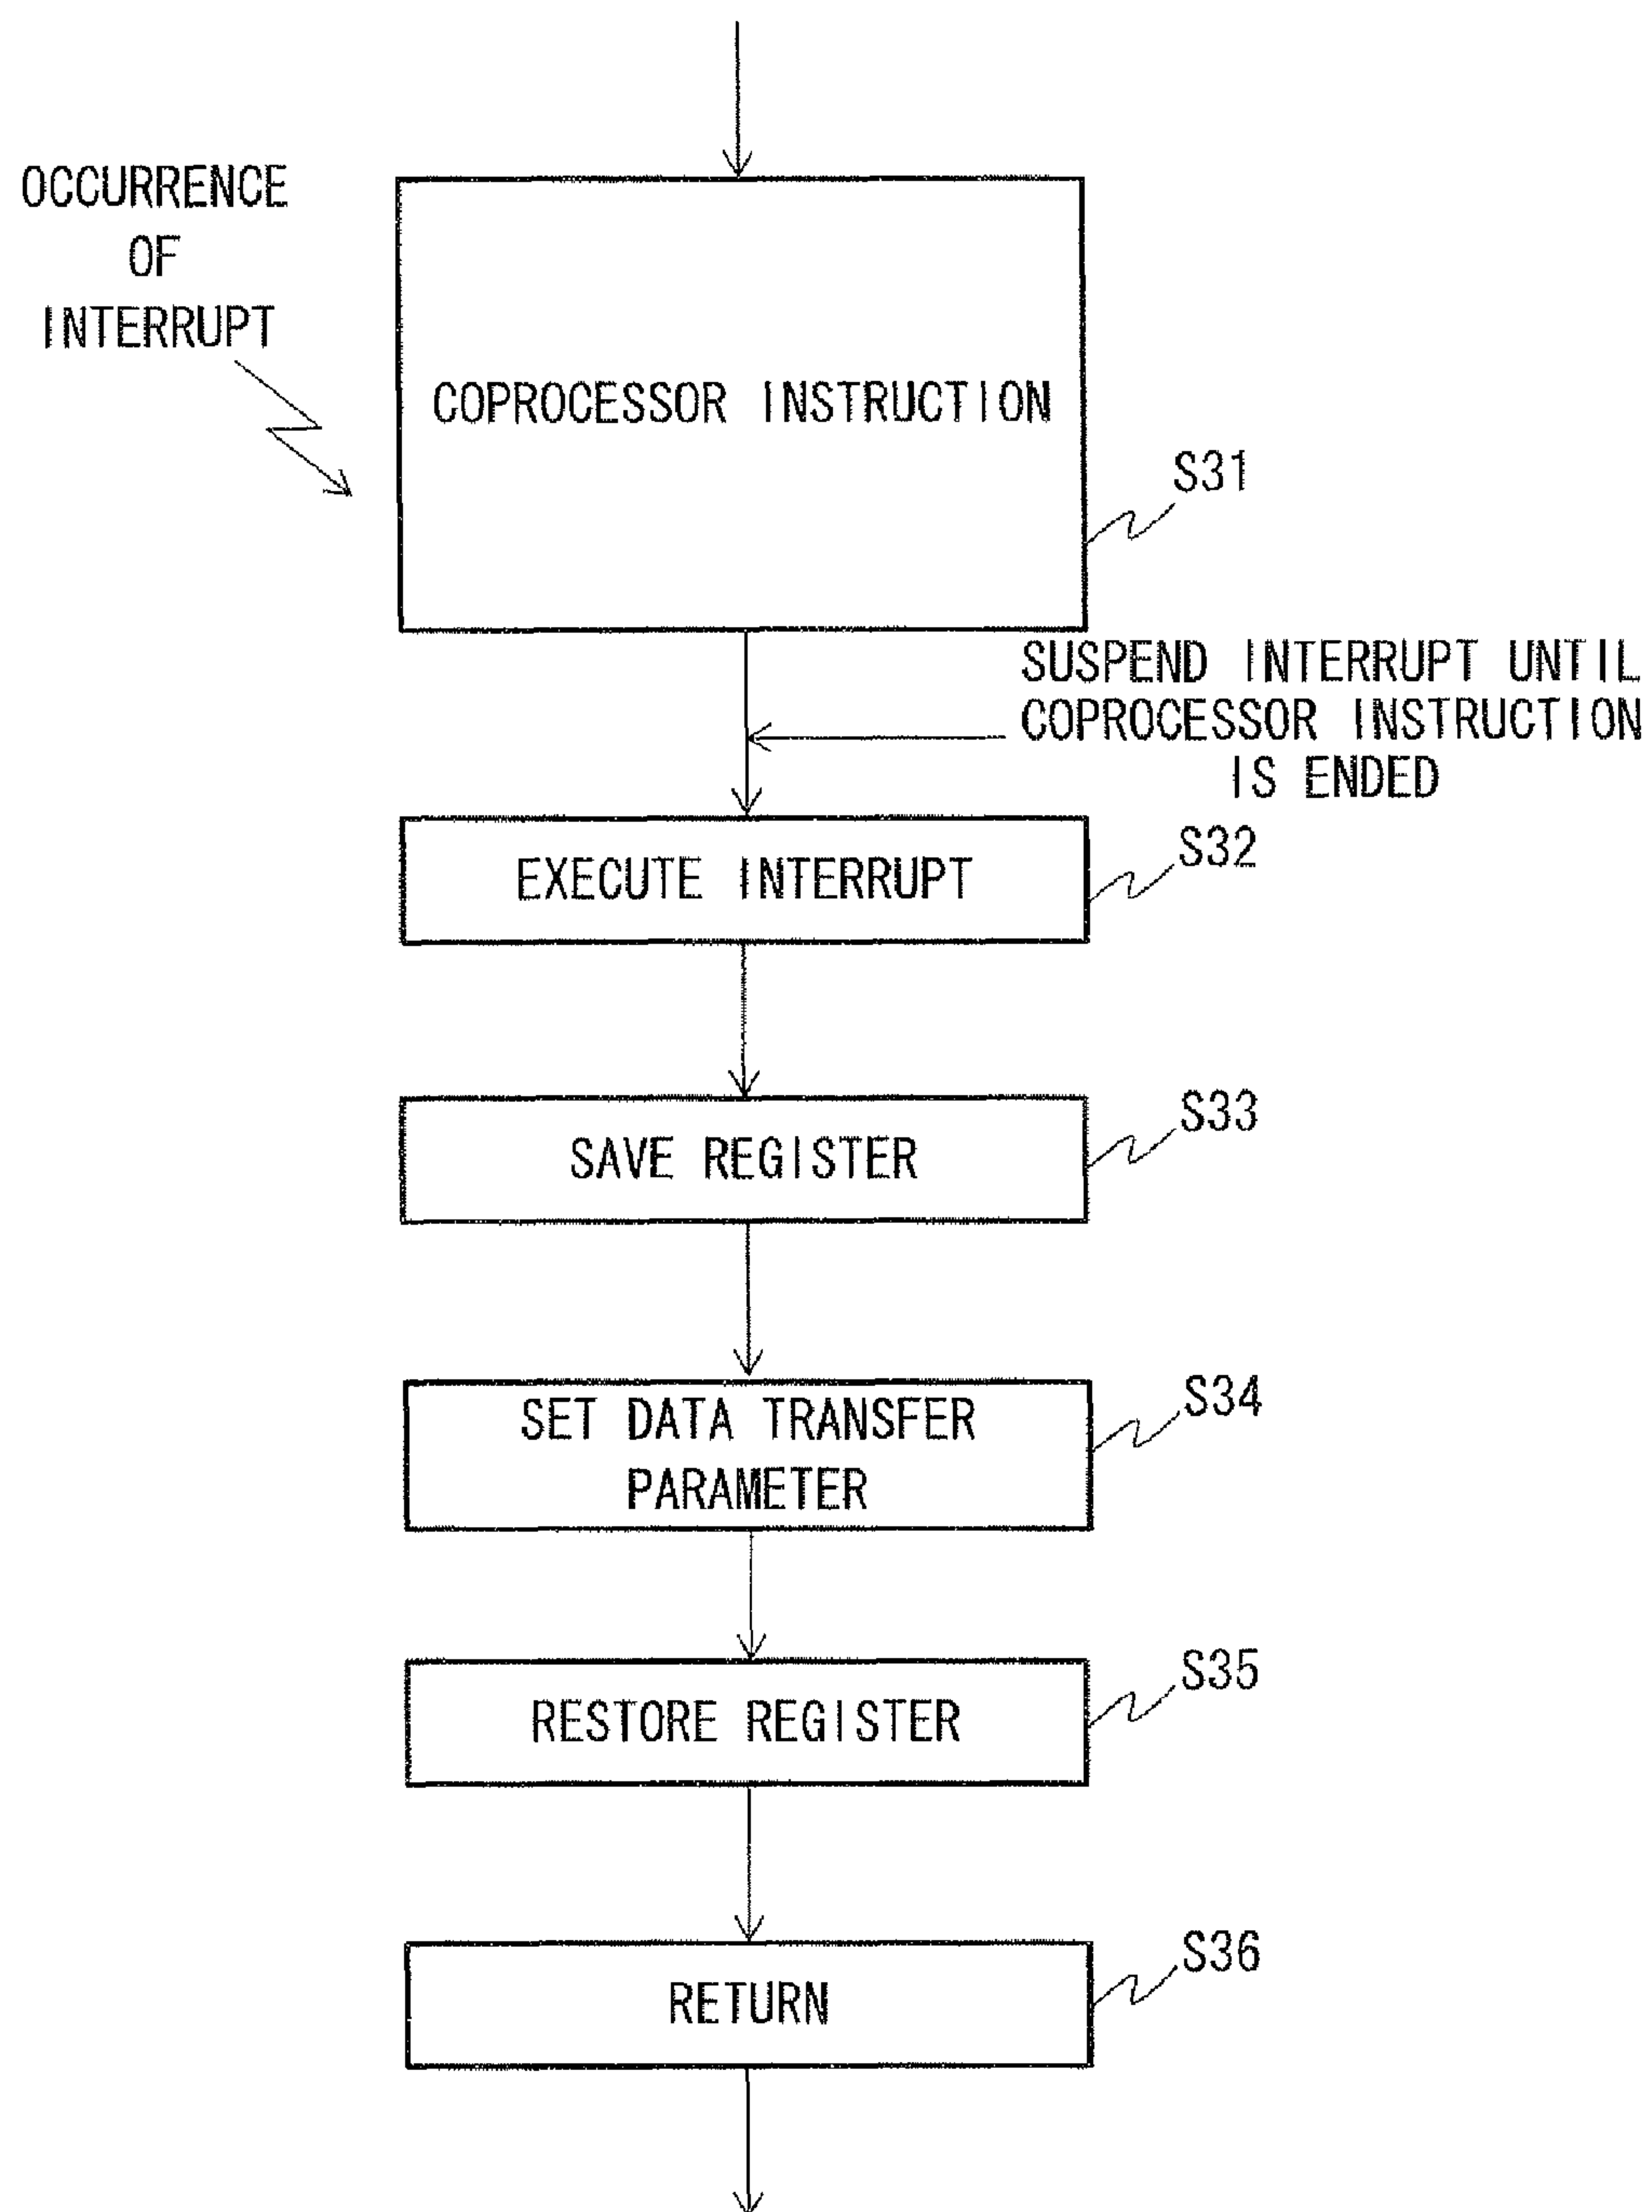 OCCURRENCE
OF
INTERRUPT
COPROCESSOR INSTRUCTION
S31
SUSPEND INTERRUPT UNTIL
COPROCESSOR INSTRUCTION
IS ENDED
EXECUTE INTERRUPT
S32
SAVE REGISTER
S33
SET DATA TRANSFER
PARAMETER
S34
RESTORE REGISTER
S35
RETURN
S36